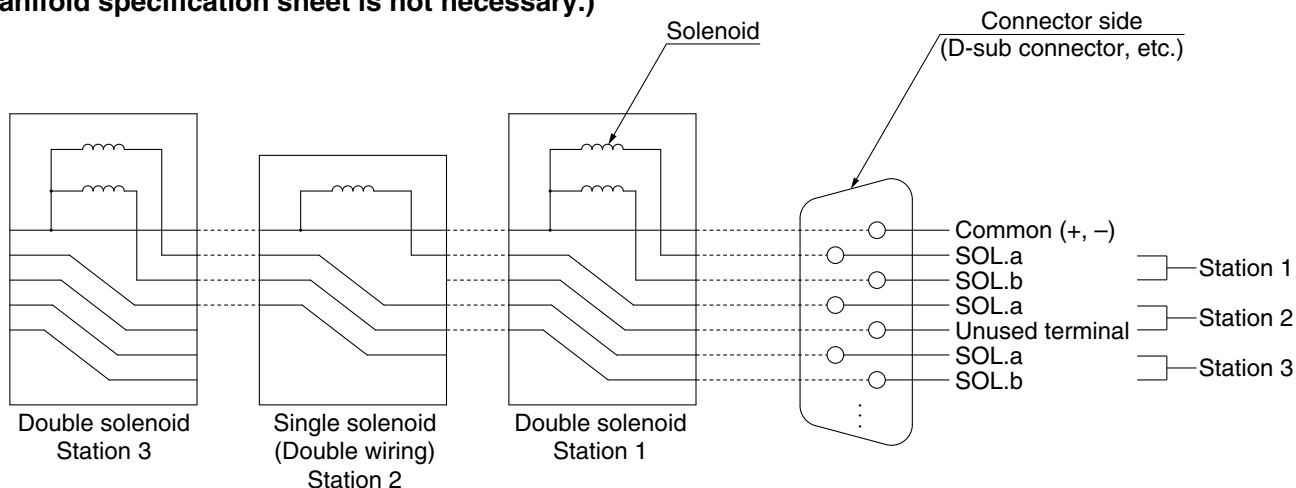 anifold specification sheet is not necessary.)
Solenoid
Connector side
(D-sub connector, etc.)
Common (+, –)
SOL.a
SOL.b
Station 1
SOL.a
Unused terminal
Station 2
SOL.a
SOL.b
Station 3
Double solenoid
Station 3
Single solenoid
(Double wiring)
Station 2
Double solenoid
Station 1